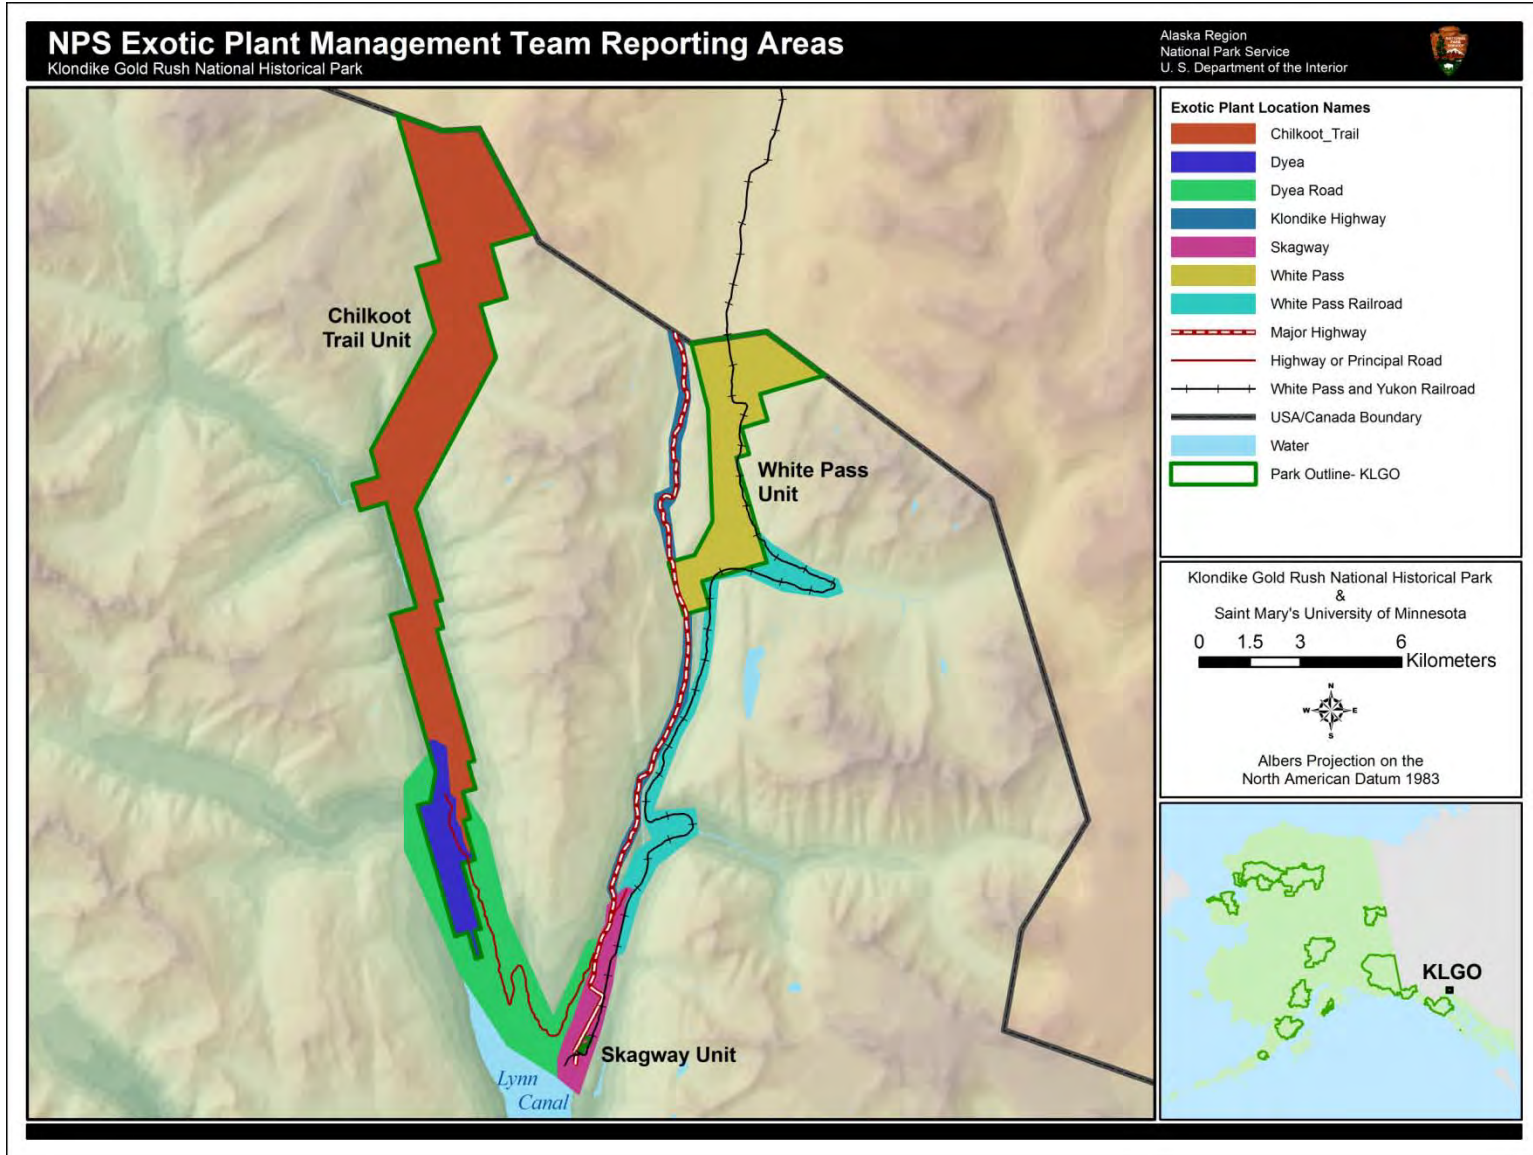 NPS Exotic Plant Management Team Reporting Areas
Klondike Gold Rush National Historical Park
Alaska Region
National Park Service
U. S. Department of the Interior
Chilkoot
Trail Unit
White Pass
Unit
Skagway Unit
Lynn
Canal
Exotic Plant Location Names
Chilkoot_Trail
Dyea
Dyea Road
Klondike Highway
Skagway
White Pass
White Pass Railroad
Major Highway
Highway or Principal Road
White Pass and Yukon Railroad
USA/Canada Boundary
Water
Park Outline- KLGO
Klondike Gold Rush National Historical Park
&
Saint Mary's University of Minnesota
0 1.5 3 6
Kilometers
N
W E
S
Albers Projection on the
North American Datum 1983
KLGO